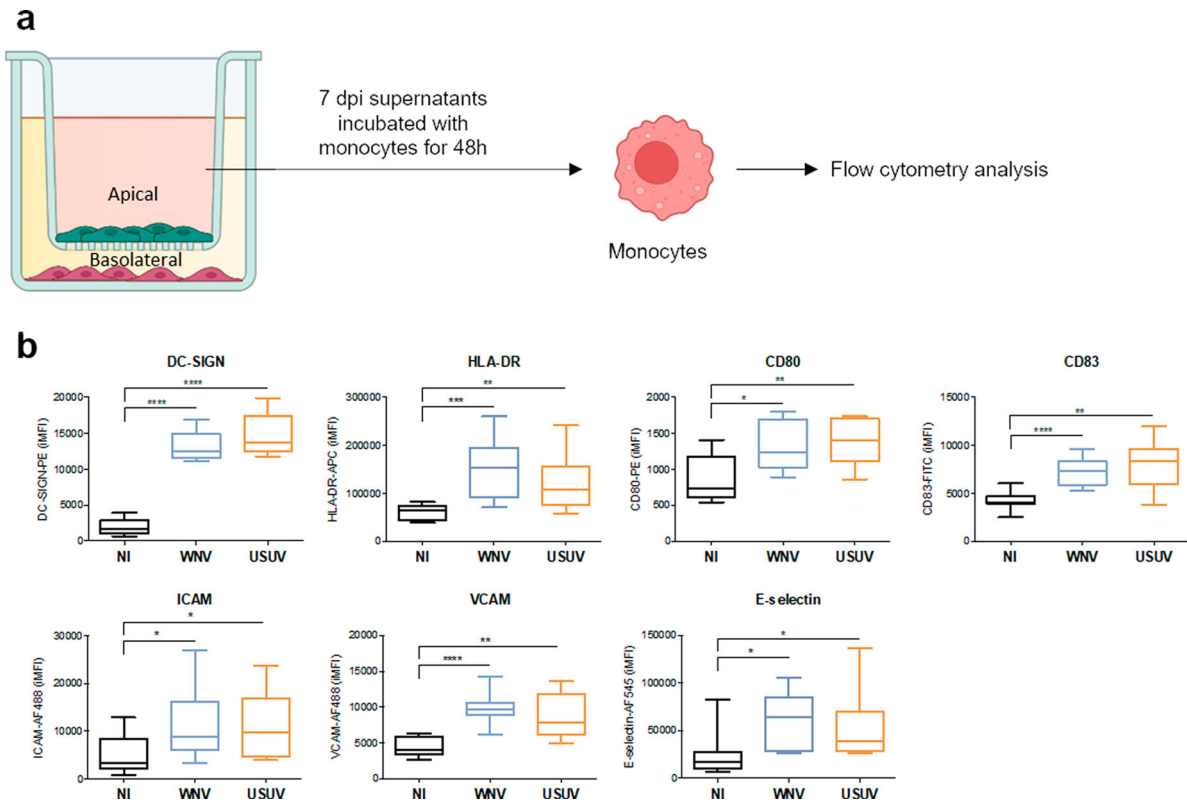 a
7 dpi supernatants
incubated with
monocytes for 48h
Apical
Basolateral
Monocytes
Flow cytometry analysis
b
DC-SIGN
DC-SIGN-PE (iMFI)
20000
15000
10000
5000
0
****
****
NI WNV USUV
HLA-DR
HLA-DR-APC (iMFI)
300000
200000
100000
0
**
***
NI WNV USUV
CD80
CD80-PE (iMFI)
2000
1500
1000
500
0
**
*
NI WNV USUV
CD83
CD83-FITC (iMFI)
15000
10000
5000
0
**
****
NI WNV USUV
ICAM
ICAM-AF488 (iMFI)
30000
20000
10000
0
*
*
NI WNV USUV
VCAM
VCAM-AF488 (iMFI)
20000
15000
10000
5000
0
**
****
NI WNV USUV
E-selectin
E-selectin-AF545 (iMFI)
150000
100000
50000
0
*
*
NI WNV USUV